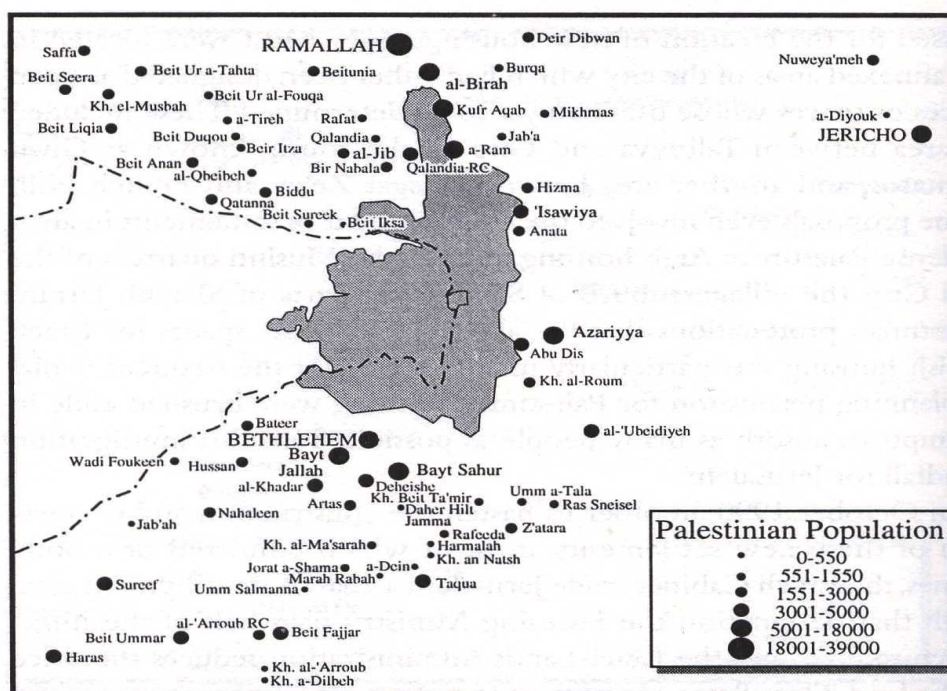 Saffa
RAMALLAH
Deir Dibwan
Nuweya'meh
Beit Ur a-Tahta
Beitunia
Burqa
Beit Seera
al-Birah
Kh. el-Musbah
Beit Ur al-Fouqa
Kufr Aqab
Mikhmas
a-Diyouk
a-Tireh
Rafat
JERICHO
Beit Liqia
Beit Duqou
Qalandia
Jab'a
Beit Itza
al-Jib
a-Ram
Beit Anan
Bir Nabala
Qalandia RC
al-Qbeibeh
Biddu
Hizma
Qatanna
'Isawiya
Beit Sureek
Beit Iksa
Anata
Azariyya
Abu Dis
Kh. al-Roum
Bateer
al-'Ubeidiyeh
BETHLEHEM
Bayt
Jallah
Bayt Sahur
Wadi Foukeen
Hussan
Deheishe
al-Khadar
Kh. Beit Ta'mir
Umm a-Tala
Artas
Ras Sneisel
Nahaleen
Daher Hilt
Jamma
Jab'ah
Rafeeda
Z'atara
Kh. al-Ma'sarah
Harmalah
Kh. an Natsh
Jorat a-Shama
a-Dein
Sureef
Marah Rabah
Taqua
Umm Salmanna
al-'Arroub RC
Beit Fajjar
Beit Ummar
Haras
Kh. al-'Arroub
Kh. a-Dilbeh
Palestinian Population
0-550
551-1550
1551-3000
3001-5000
5001-18000
18001-39000